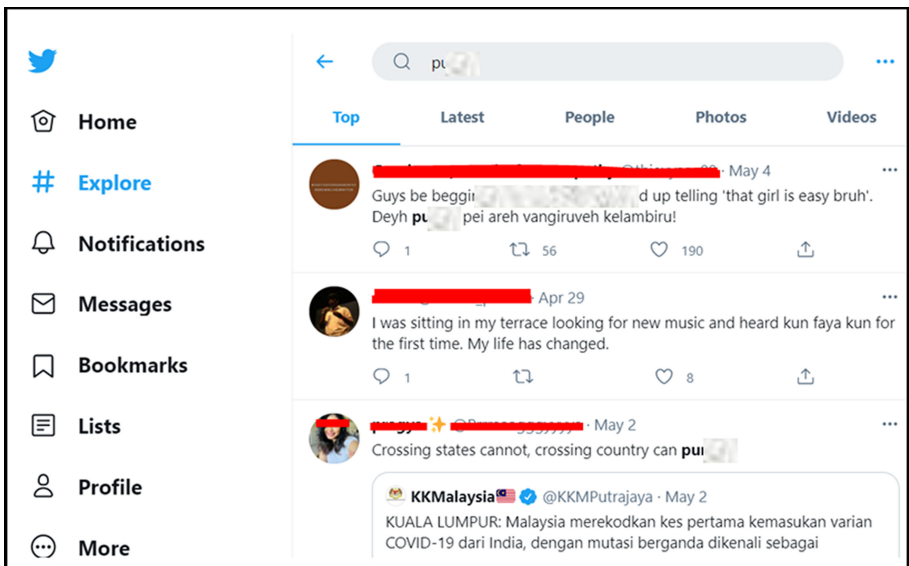 Home
Explore
Notifications
Messages
Bookmarks
Lists
Profile
More
Top Latest People Photos Videos
· May 4
Guys be up telling 'that girl is easy bruh'.
Deyh pei areh vangiruveh kelambiru!
1 56 190
· Apr 29
I was sitting in my terrace looking for new music and heard kun faya kun for
the first time. My life has changed.
1 8
· May 2
Crossing states cannot, crossing country can
KKMalaysia @KKMPutrajaya · May 2
KUALA LUMPUR: Malaysia merekodkan kes pertama kemasukan varian
COVID-19 dari India, dengan mutasi berganda dikenali sebagai